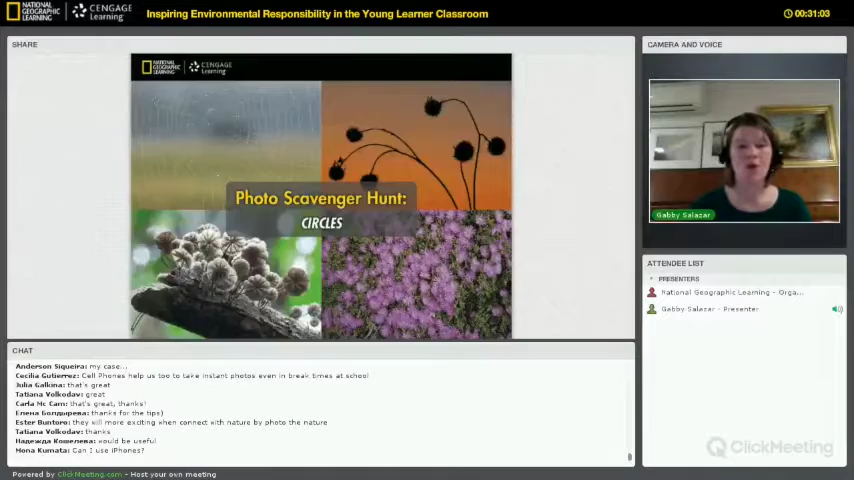 NATIONAL GEOGRAPHIC LEARNING
CENGAGE Learning
Inspiring Environmental Responsibility in the Young Learner Classroom
00:31:03
SHARE
NATIONAL GEOGRAPHIC LEARNING
CENGAGE Learning
Photo Scavenger Hunt:
CIRCLES
CAMERA AND VOICE
Gabby Salazar
ATTENDEE LIST
PRESENTERS
National Geographic Learning - Orga...
Gabby Salazar - Presenter
CHAT
Anderson Siqueira: my case...
Cecilia Gutierrez: Cell Phones help us too to take instant photos even in break times at school
Julia Galkina: that's great
Tatiana Volkodav: great
Carla Mc Cam: that's great, thanks!
Елена Болдырева: thanks for the tips)
Ester Buntoro: they will more exciting when connect with nature by photo the nature
Tatiana Volkodav: thanks
Надежда Кошелева: would be useful
Mona Kumata: Can I use iPhones?
ClickMeeting
Powered by ClickMeeting.com - Host your own meeting